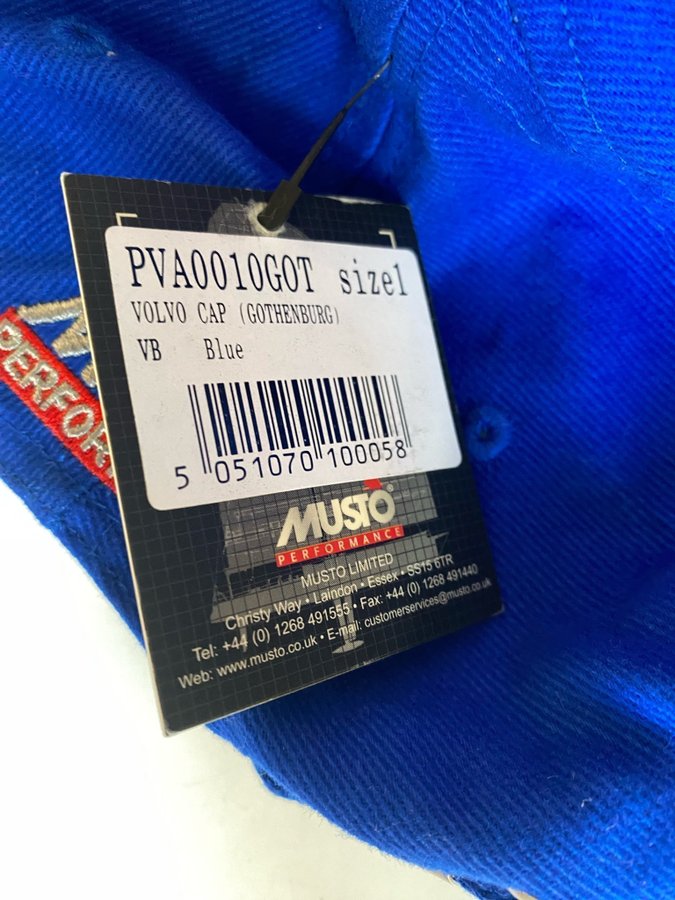 PVA0010GOT size1
VOLVO CAP (GOTHENBURG)
VB Blue
5 051070 100058
MUSTO®
PERFORMANCE
MUSTO LIMITED
Christy Way • Laindon • Essex • SS15 6TR
Tel: +44 (0) 1268 491555 • Fax: +44 (0) 1268 491440
Web: www.musto.co.uk • E-mail: customerservices@musto.co.uk
PERFOR